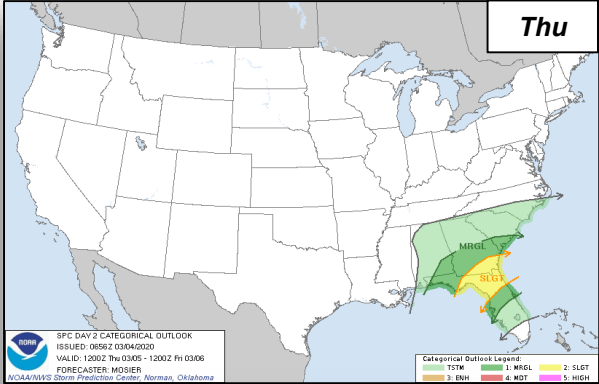 Thu
MRGL
SLGT
SPC DAY 2 CATEGORICAL OUTLOOK
ISSUED: 0656Z 03/04/2020
VALID: 1200Z Thu 03/05 - 1200Z Fri 03/06
FORECASTER: MOSIER
NOAA/NWS Storm Prediction Center, Norman, Oklahoma
NOAA
Categorical Outlook Legend:
TSTM 1: MRGL 2: SLGT
3: ENH 4: MDT 5: HIGH